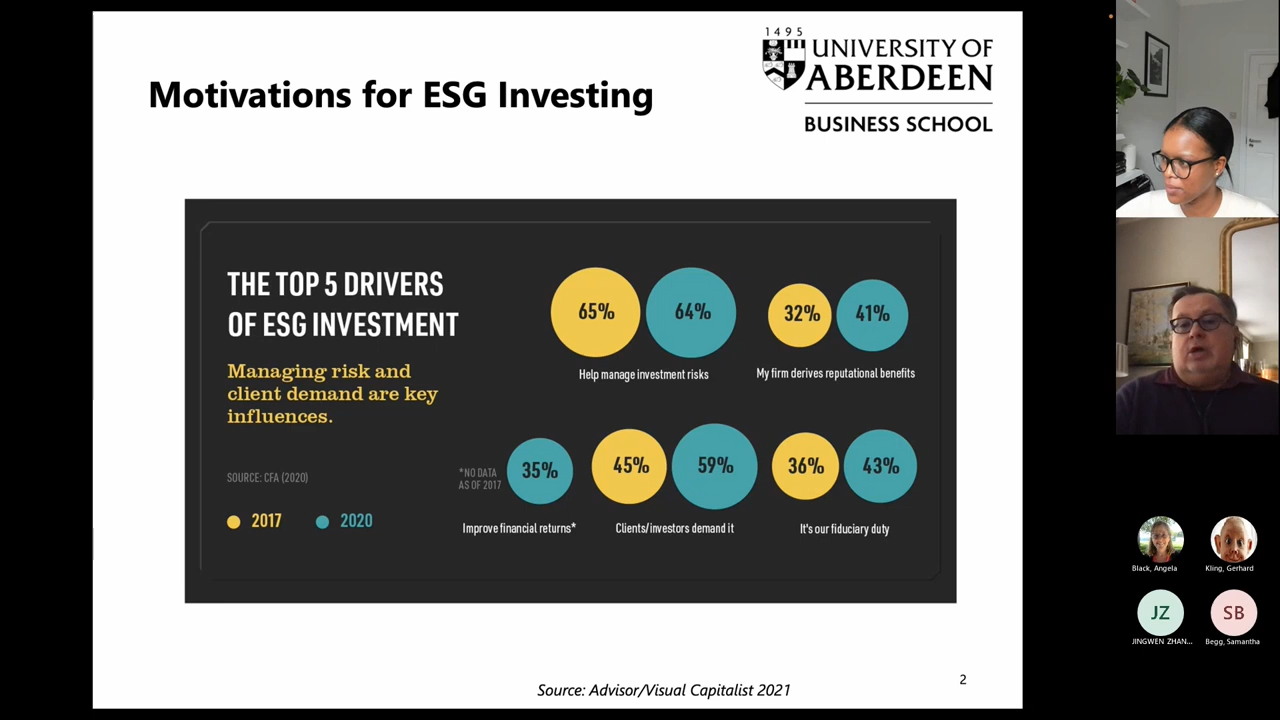 Motivations for ESG Investing
1495
UNIVERSITY OF
ABERDEEN
BUSINESS SCHOOL
THE TOP 5 DRIVERS
OF ESG INVESTMENT
Managing risk and
client demand are key
influences.
SOURCE: CFA (2020)
2017 2020
65% 64%
Help manage investment risks
32% 41%
My firm derives reputational benefits
*NO DATA
AS OF 2017
35%
Improve financial returns*
45% 59%
Clients/investors demand it
36% 43%
It's our fiduciary duty
Source: Advisor/Visual Capitalist 2021
2
Black, Angela
Kling, Gerhard
JZ
JINGWEN ZHAN...
SB
Begg, Samantha